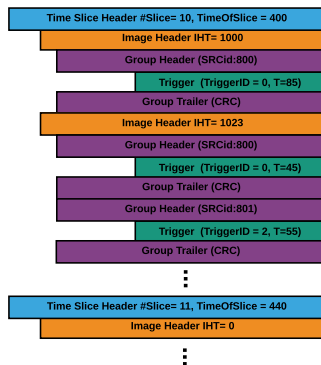 Time Slice Header #Slice= 10, TimeOfSlice = 400
Image Header IHT= 1000
Group Header (SRCid:800)
Trigger (TriggerID = 0, T=85)
Group Trailer (CRC)
Image Header IHT= 1023
Group Header (SRCid:800)
Trigger (TriggerID = 0, T=45)
Group Trailer (CRC)
Group Header (SRCid:801)
Trigger (TriggerID = 2, T=55)
Group Trailer (CRC)
Time Slice Header #Slice= 11, TimeOfSlice = 440
Image Header IHT= 0